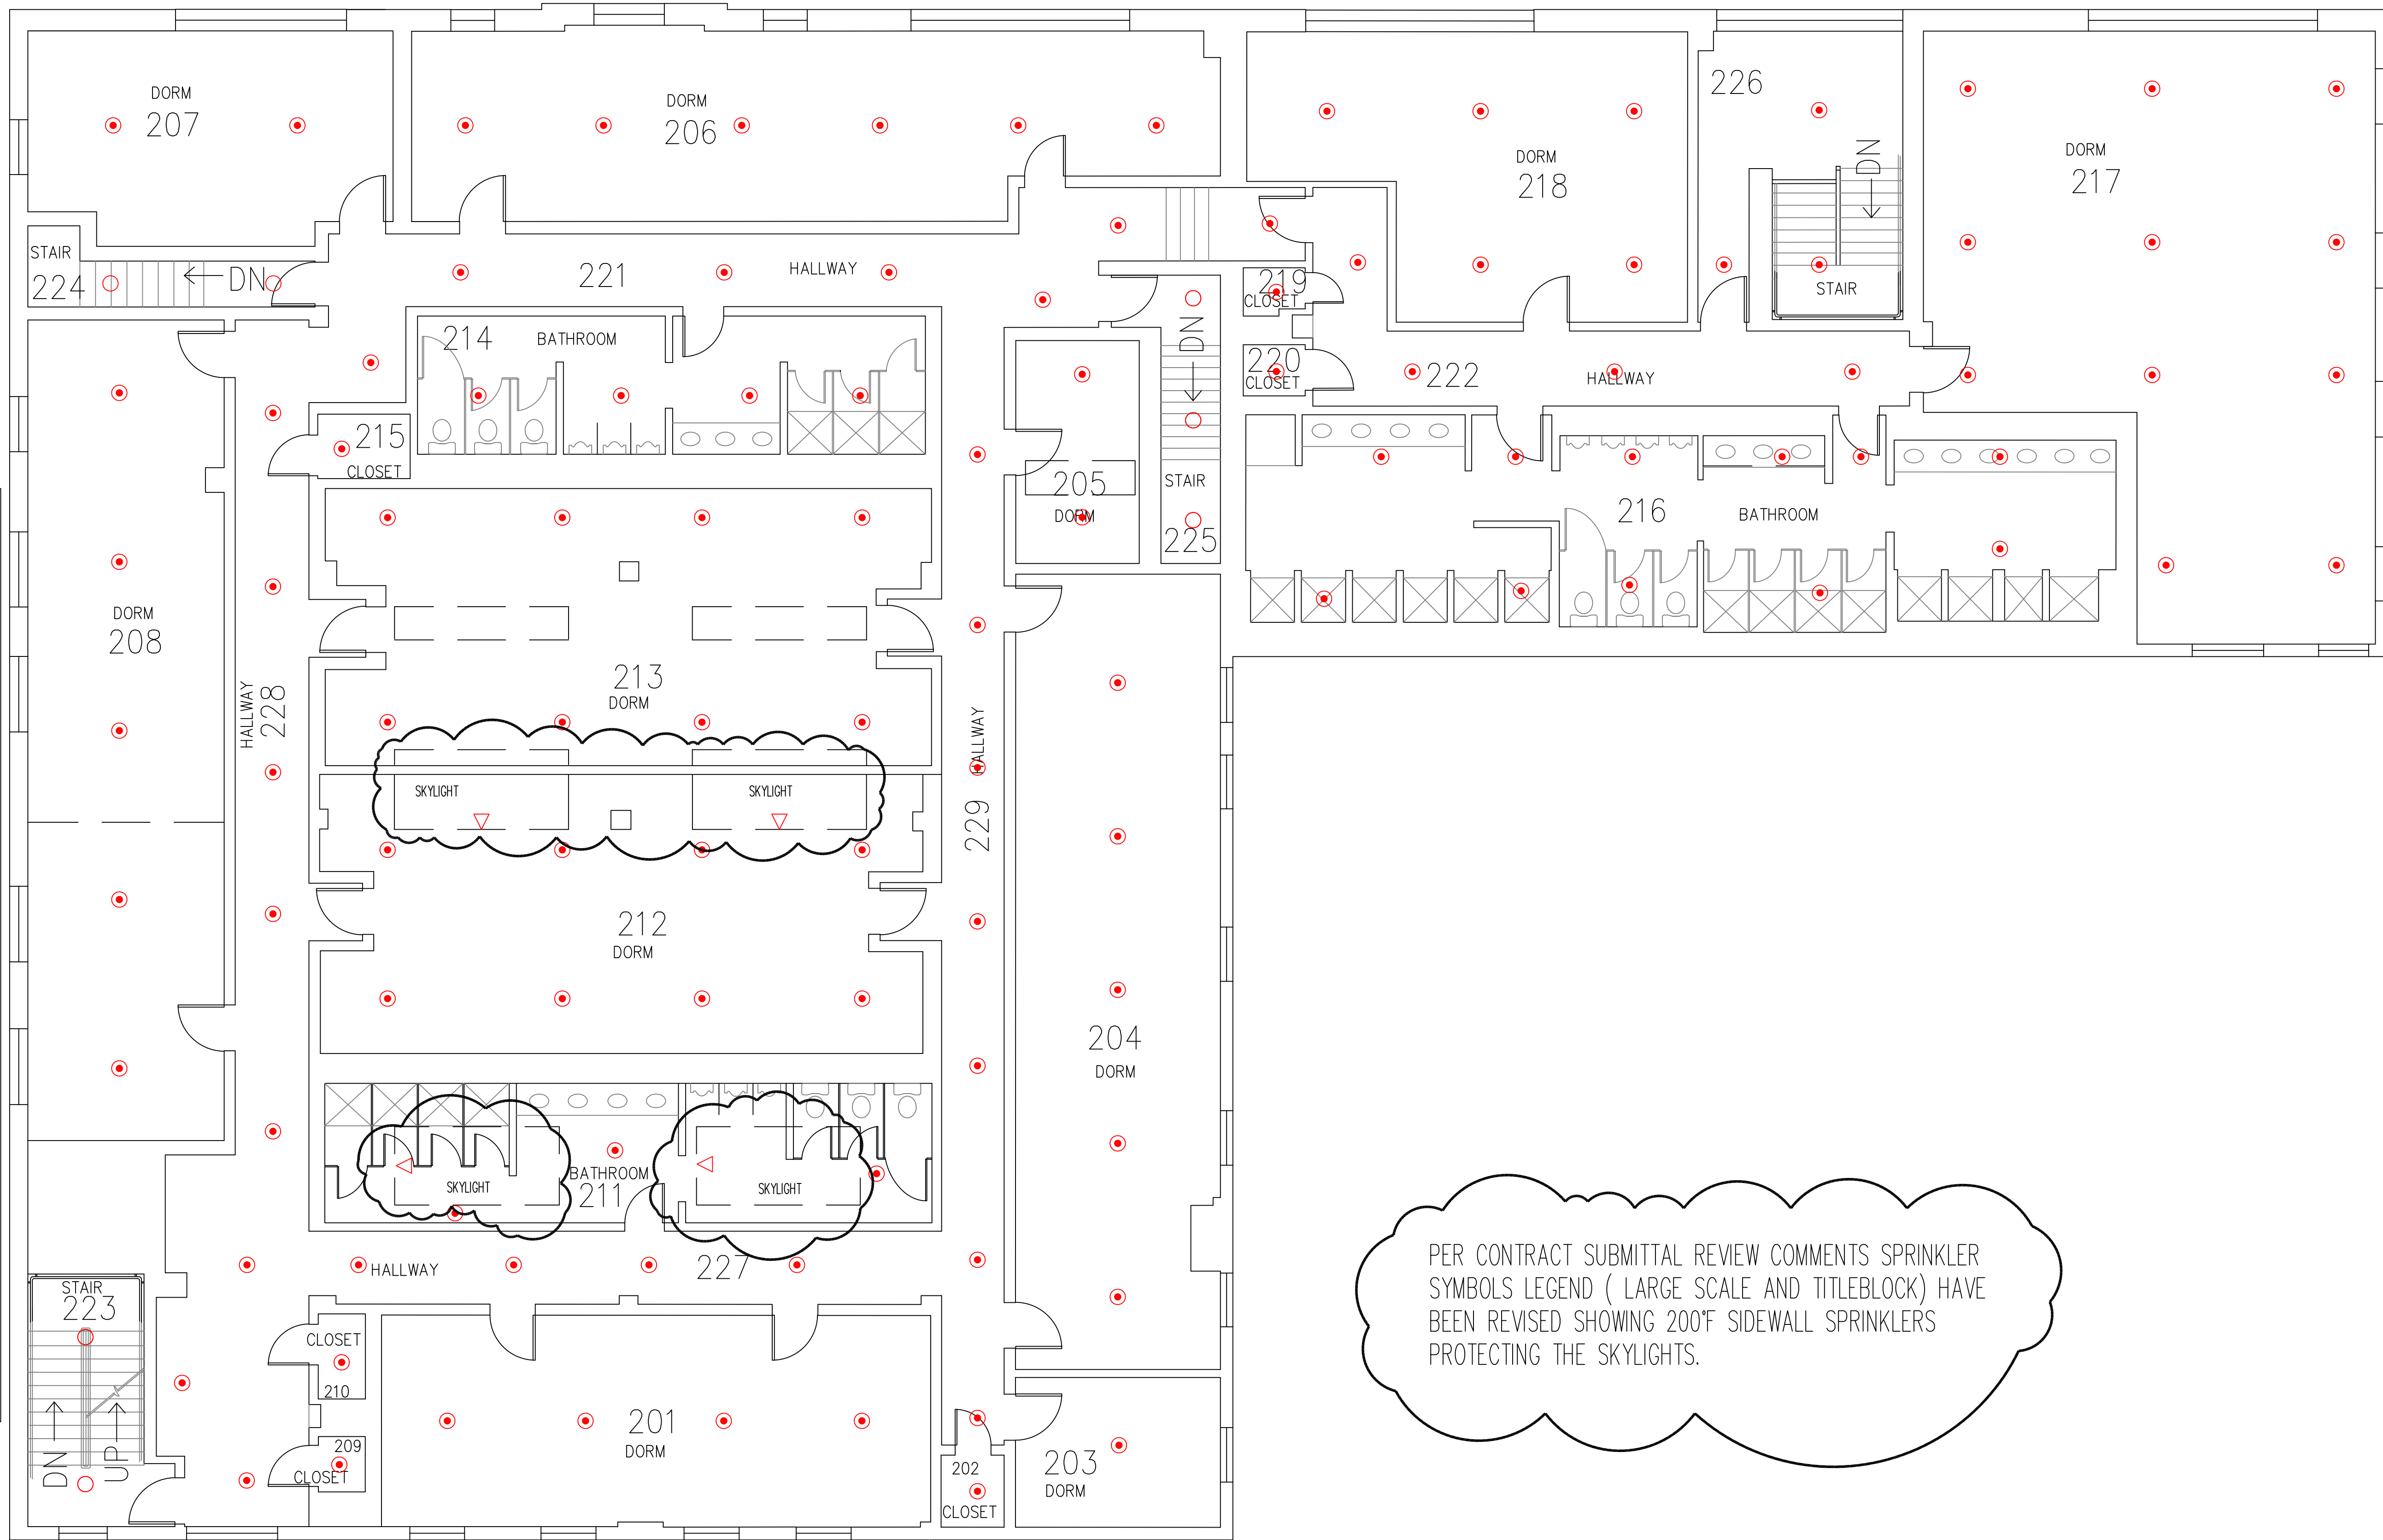 DORM
207
DORM
206
226
DN
DORM
217
DORM
218
STAIR
224
DN
221
HALLWAY
219
CLOSET
STAIR
DN
214
BATHROOM
220
CLOSET
222
HALLWAY
215
CLOSET
205
DORM
STAIR
225
216
BATHROOM
DORM
208
HALLWAY
228
213
DORM
HALLWAY
229
SKYLIGHT
SKYLIGHT
212
DORM
204
DORM
BATHROOM
211
SKYLIGHT
SKYLIGHT
HALLWAY
227
STAIR
223
CLOSET
210
DN
UP
209
CLOSET
201
DORM
202
CLOSET
203
DORM
PER CONTRACT SUBMITTAL REVIEW COMMENTS SPRINKLER
SYMBOLS LEGEND ( LARGE SCALE AND TITLEBLOCK) HAVE
BEEN REVISED SHOWING 200°F SIDEWALL SPRINKLERS
PROTECTING THE SKYLIGHTS.